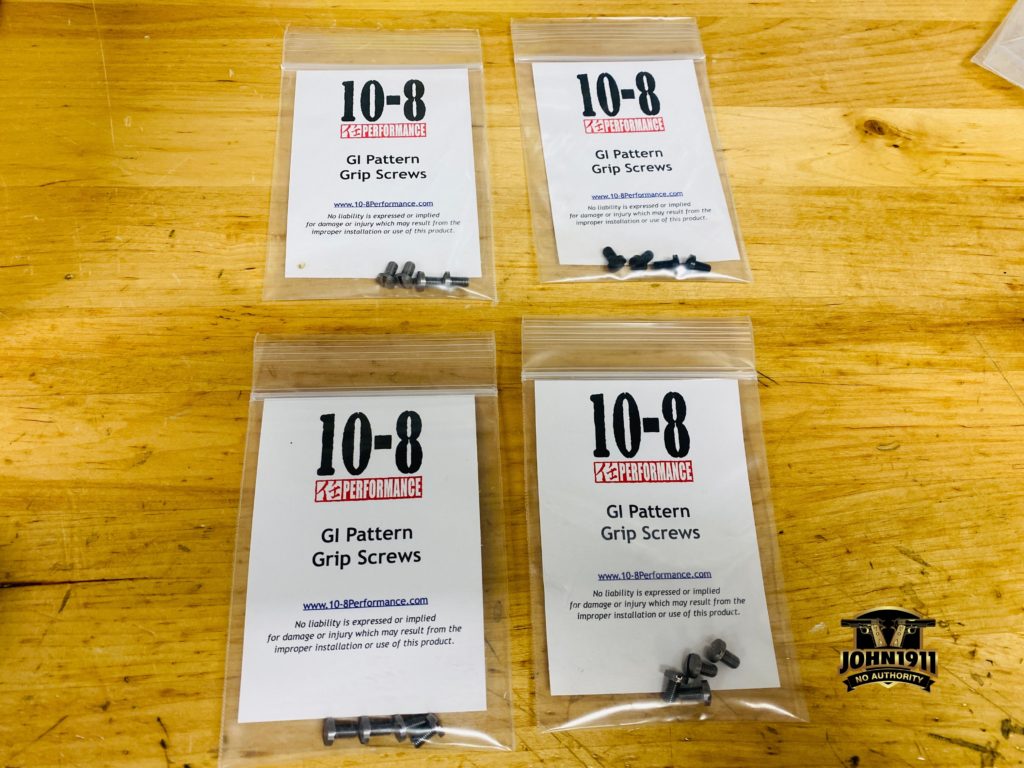 10-8
PERFORMANCE
GI Pattern
Grip Screws
www.10-8Performance.com
No liability is expressed or implied
for damage or injury which may result from the
improper installation or use of this product.
10-8
PERFORMANCE
GI Pattern
Grip Screws
www.10-8Performance.com
No liability is expressed or implied
for damage or injury which may result from the
improper installation or use of this product.
10-8
PERFORMANCE
GI Pattern
Grip Screws
www.10-8Performance.com
No liability is expressed or implied
for damage or injury which may result from the
improper installation or use of this product.
10-8
PERFORMANCE
GI Pattern
Grip Screws
www.10-8Performance.com
No liability is expressed or implied
for damage or injury which may result from the
improper installation or use of this product.
JOHN1911
NO AUTHORITY